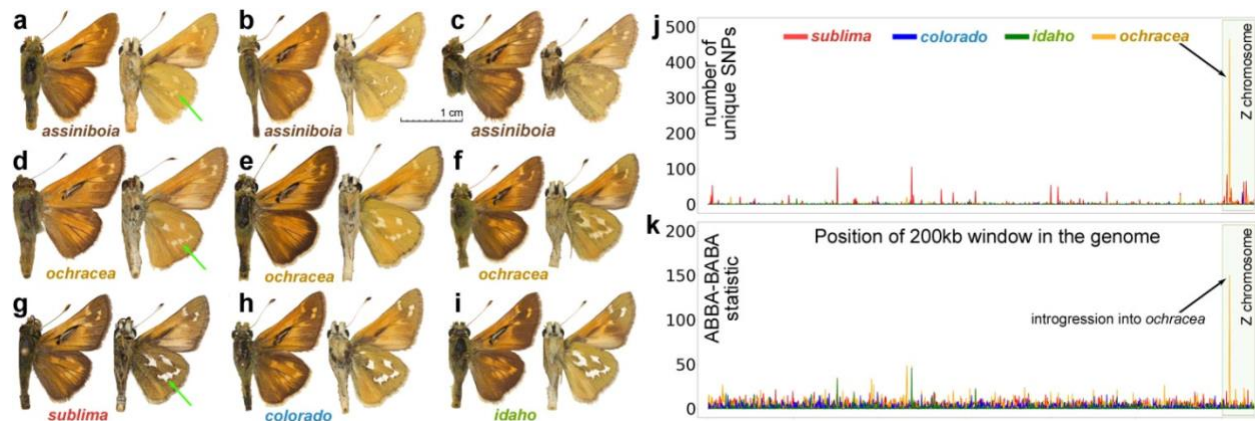 a
b
c
assiniboia
assiniboia
1 cm
assiniboia
d
e
f
ochracea
ochracea
ochracea
g
h
i
sublima
colorado
idaho
j
500
400
300
200
100
0
number of
unique SNPs
sublima
colorado
idaho
ochracea
Z chromosome
k
200
150
100
50
0
ABBA-BABA
statistic
Position of 200kb window in the genome
introgression into ochracea
Z chromosome